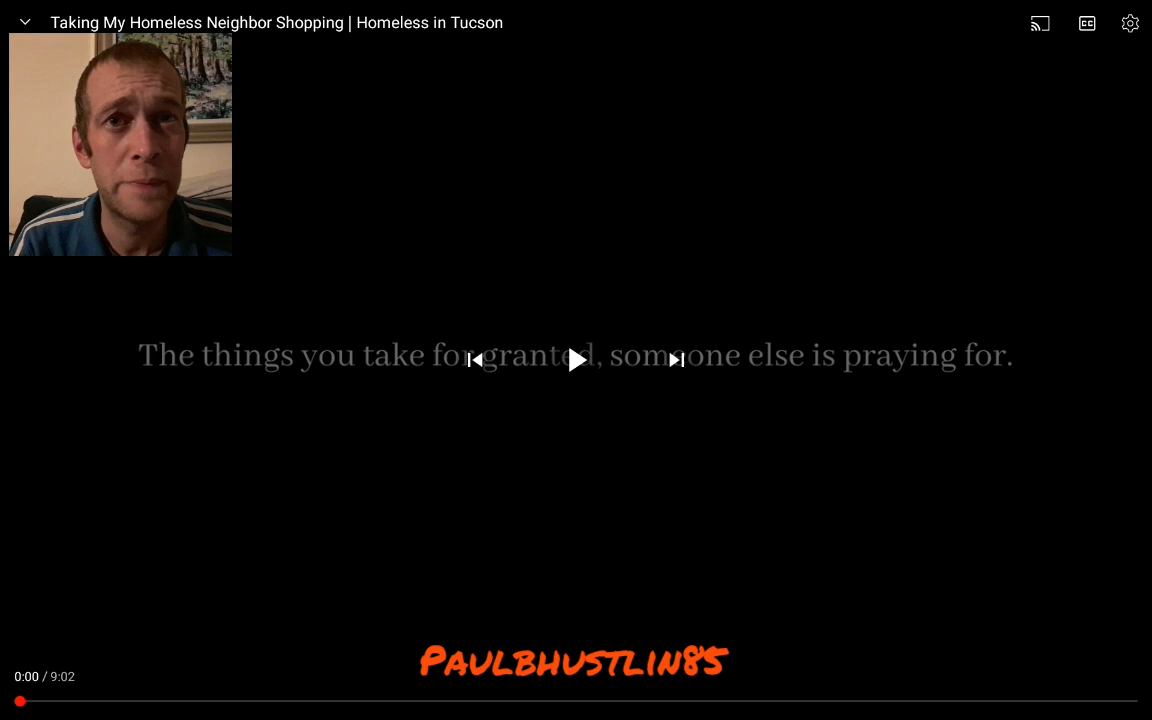 Taking My Homeless Neighbor Shopping | Homeless in Tucson
CC
The things you take for granted, someone else is praying for.
Paulbhustlin85
0:00 / 9:02